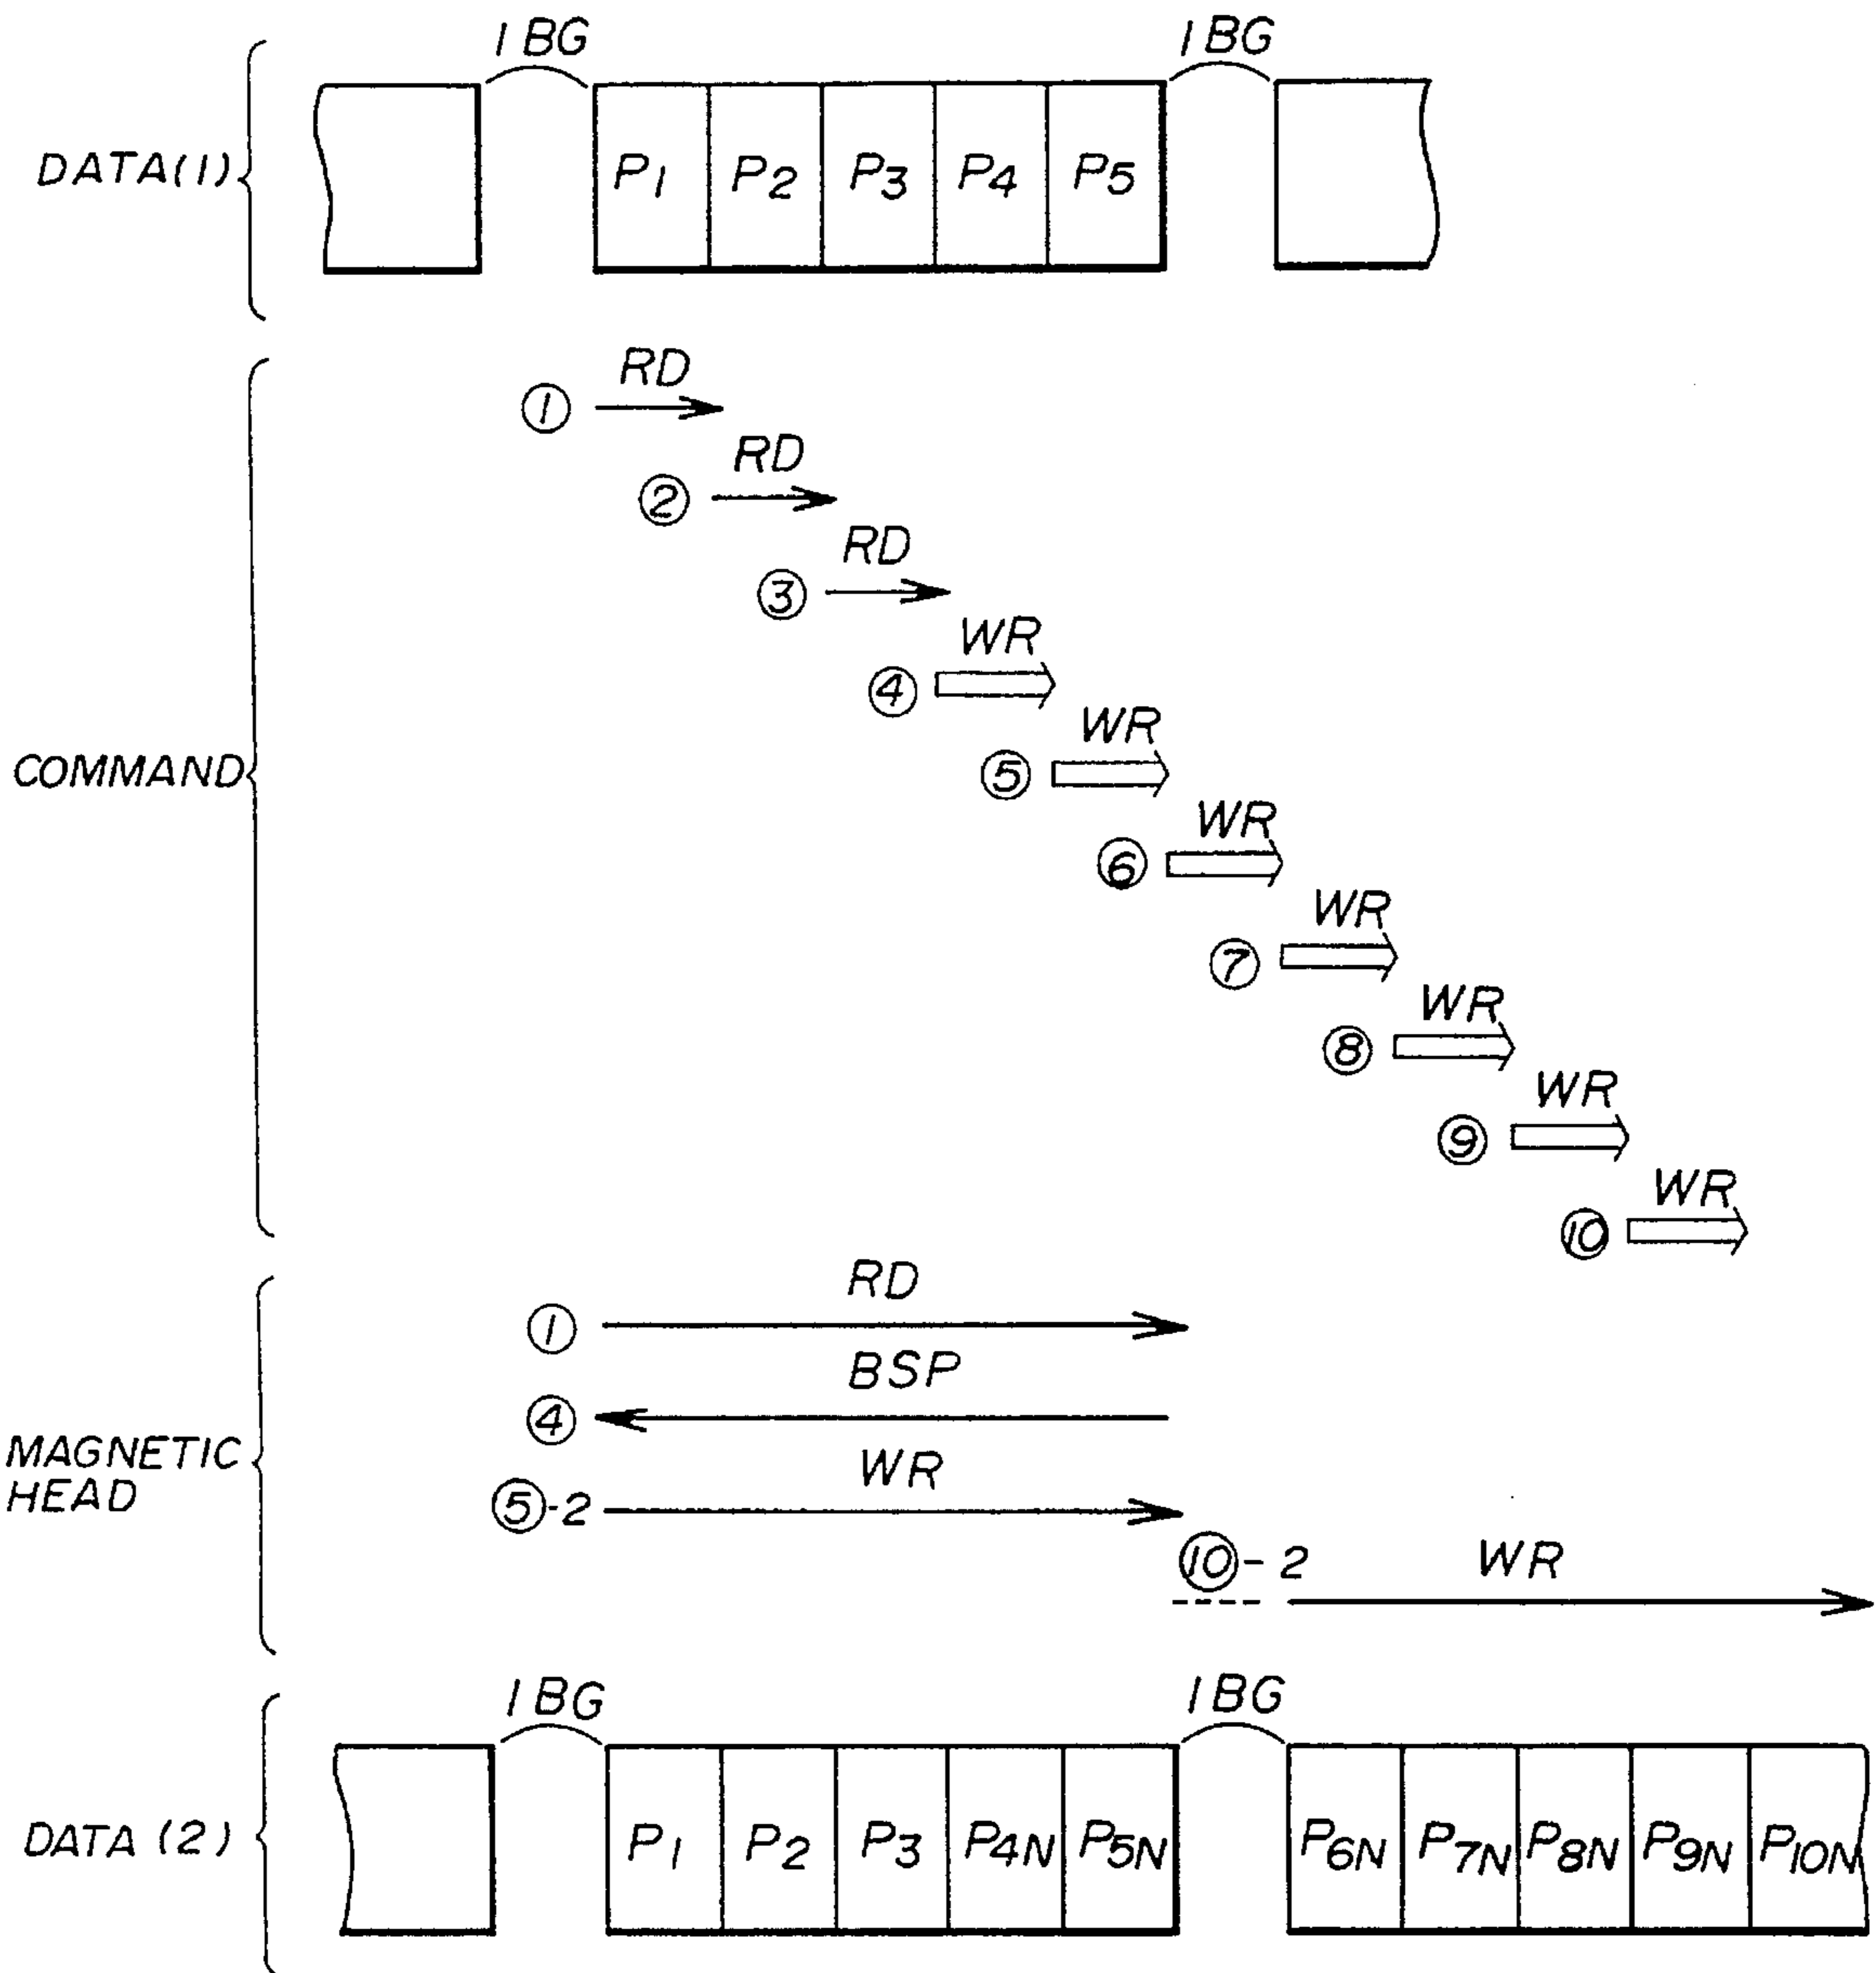 IBG IBG
DATA(1) P1 P2 P3 P4 P5
COMMAND
① RD
② RD
③ RD
④ WR
⑤ WR
⑥ WR
⑦ WR
⑧ WR
⑨ WR
⑩ WR
MAGNETIC
HEAD
① RD
④ BSP
⑤-2 WR
⑩-2 WR
IBG IBG
DATA (2) P1 P2 P3 P4N P5N P6N P7N P8N P9N P10N